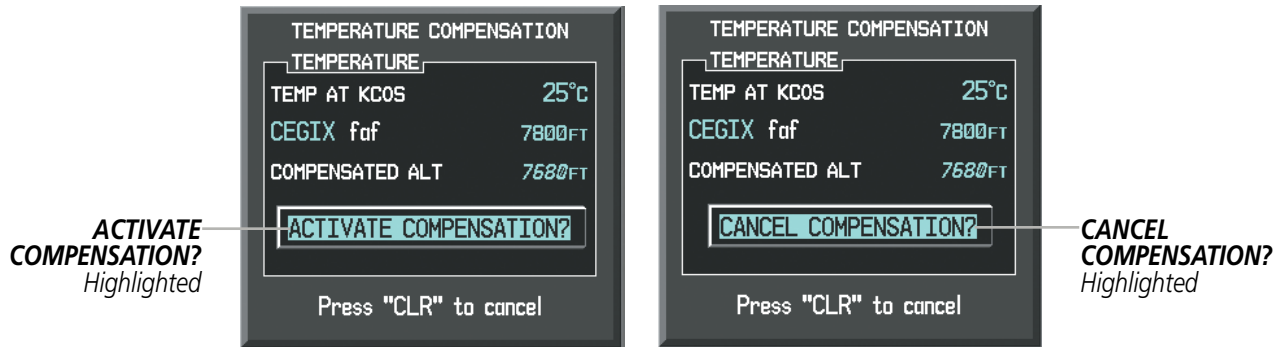 TEMPERATURE COMPENSATION
TEMPERATURE
TEMP AT KCOS 25°C
CEGIX faf 7800FT
COMPENSATED ALT 7680FT
ACTIVATE COMPENSATION?
Press "CLR" to cancel
ACTIVATE
COMPENSATION?
Highlighted
TEMPERATURE COMPENSATION
TEMPERATURE
TEMP AT KCOS 25°C
CEGIX faf 7800FT
COMPENSATED ALT 7680FT
CANCEL COMPENSATION?
Press "CLR" to cancel
CANCEL
COMPENSATION?
Highlighted